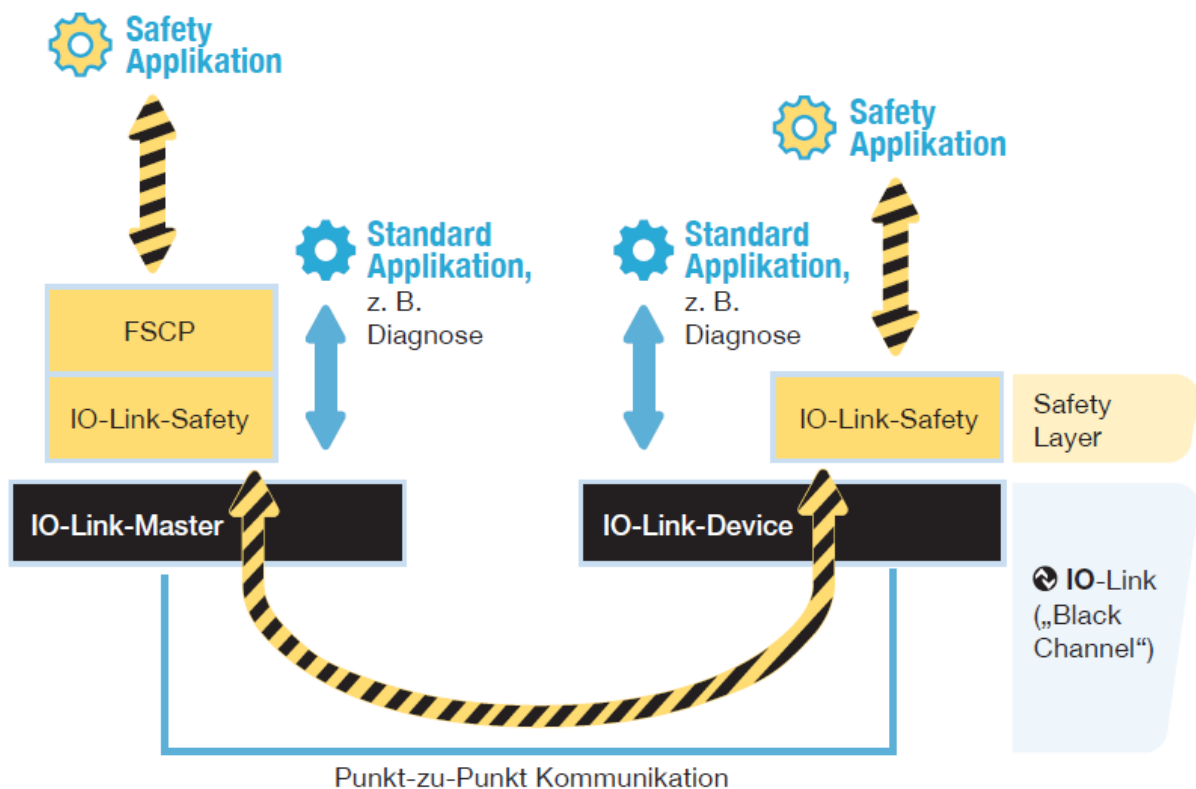 Safety
Applikation
Safety
Applikation
Standard
Applikation,
z. B.
Diagnose
Standard
Applikation,
z. B.
Diagnose
FSCP
IO-Link-Safety
IO-Link-Safety
Safety
Layer
IO-Link-Master
IO-Link-Device
IO-Link
(„Black
Channel“)
Punkt-zu-Punkt Kommunikation